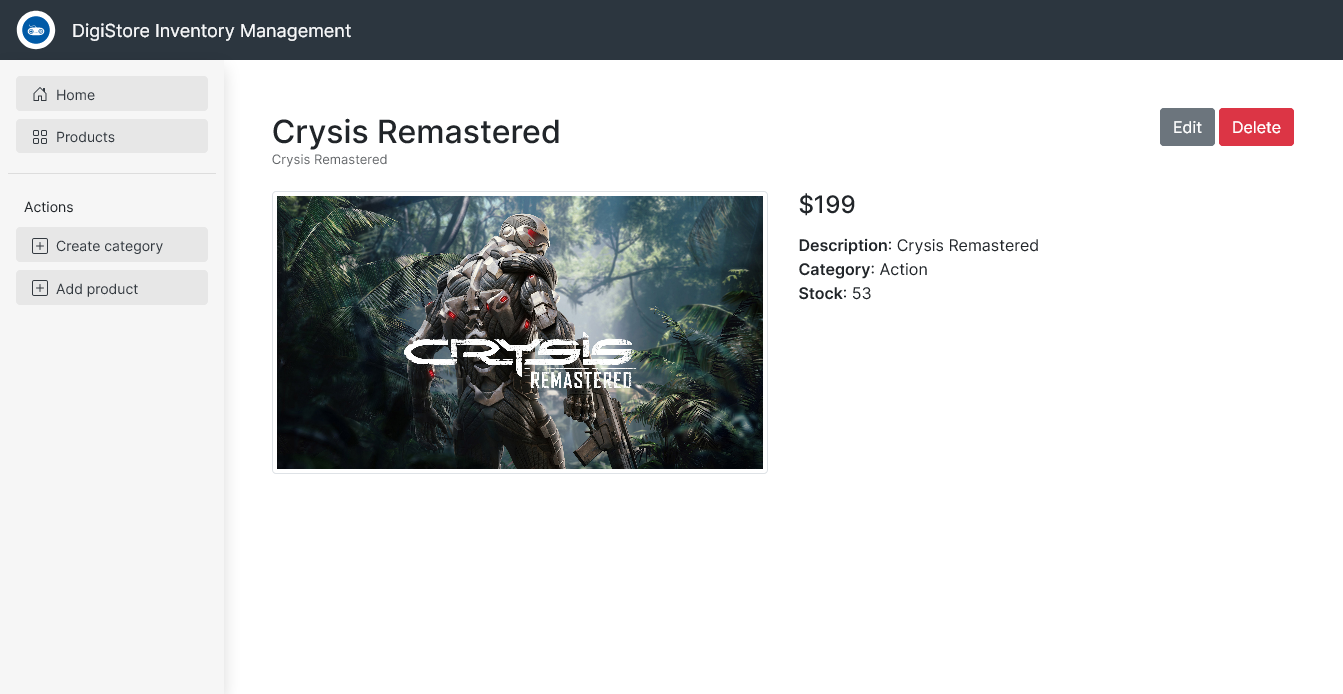 DigiStore Inventory Management
Home
Products
Actions
Create category
Add product
Crysis Remastered
Crysis Remastered
Edit
Delete
CRYSIS
REMASTERED
$199
Description: Crysis Remastered
Category: Action
Stock: 53